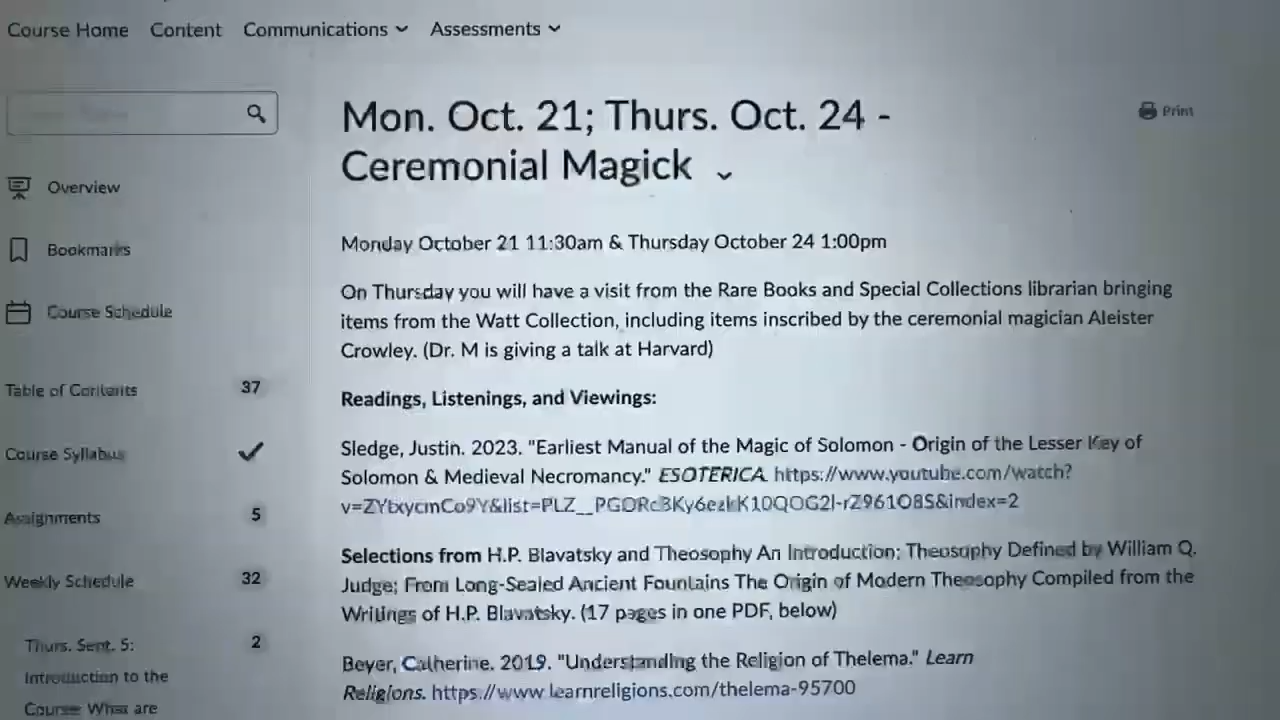 Course Home Content Communications Assessments
Mon. Oct. 21; Thurs. Oct. 24 -
Ceremonial Magick
Print
Overview
Bookmarks
Course Schedule
Table of Contents 37
Course Syllabus
Assignments 5
Weekly Schedule 32
Thurs. Sept. 5: 2
Introduction to the
Course: What are
Monday October 21 11:30am & Thursday October 24 1:00pm
On Thursday you will have a visit from the Rare Books and Special Collections librarian bringing
items from the Watt Collection, including items inscribed by the ceremonial magician Aleister
Crowley. (Dr. M is giving a talk at Harvard)
Readings, Listenings, and Viewings:
Sledge, Justin. 2023. "Earliest Manual of the Magic of Solomon - Origin of the Lesser Key of
Solomon & Medieval Necromancy." ESOTERICA. https://www.youtube.com/watch?
Selections from H.P. Blavatsky and Theosophy An Introduction: Theosophy Defined by William Q.
Judge; From Long-Sealed Ancient Fountains The Origin of Modern Theosophy Compiled from the
Writings of H.P. Blavatsky. (17 pages in one PDF, below)
Beyer, Catherine. 2019. "Understanding the Religion of Thelema." Learn
Religions. https://www.learnreligions.com/thelema-95700